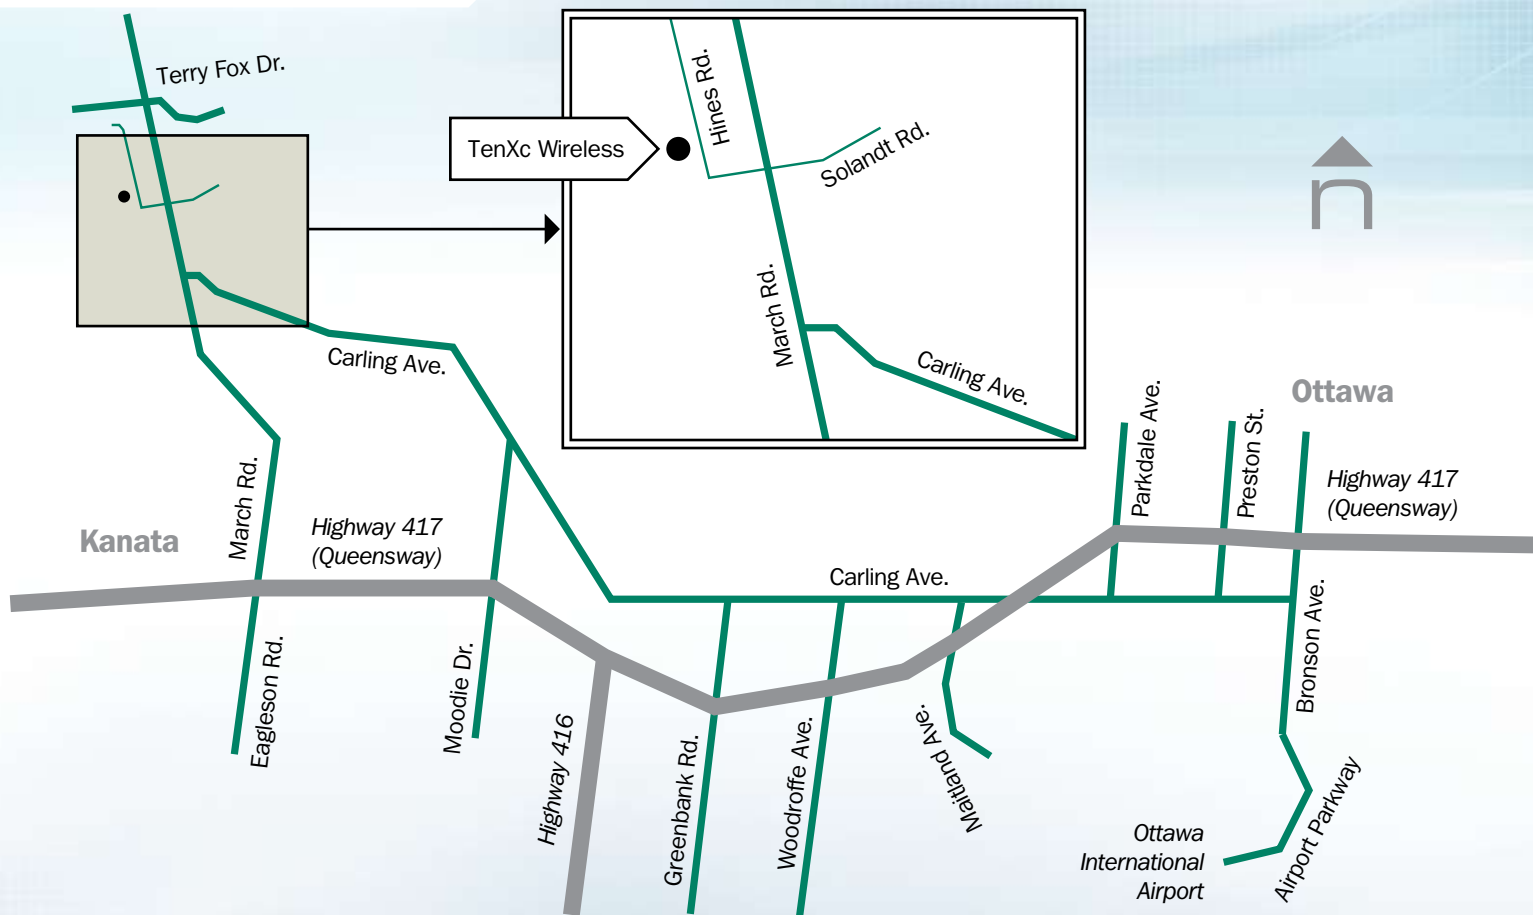 Terry Fox Dr.
Hines Rd.
TenXc Wireless
Solandt Rd.
n
March Rd.
Carling Ave.
Carling Ave.
Ottawa
Parkdale Ave.
Preston St.
Highway 417
(Queensway)
March Rd.
Kanata
Highway 417
(Queensway)
Carling Ave.
Bronson Ave.
Eagleson Rd.
Moodie Dr.
Highway 416
Greenbank Rd.
Woodroffe Ave.
Maitland Ave.
Airport Parkway
Ottawa
International
Airport